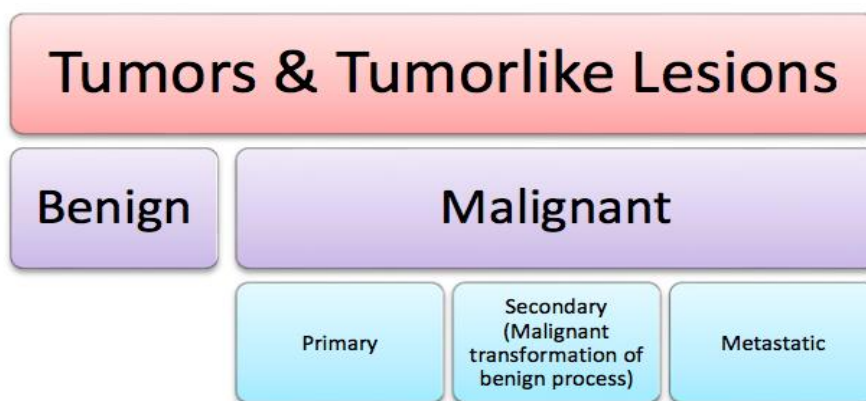 Tumors & Tumorlike Lesions
Benign
Malignant
Primary
Secondary
(Malignant
transformation of
benign process)
Metastatic